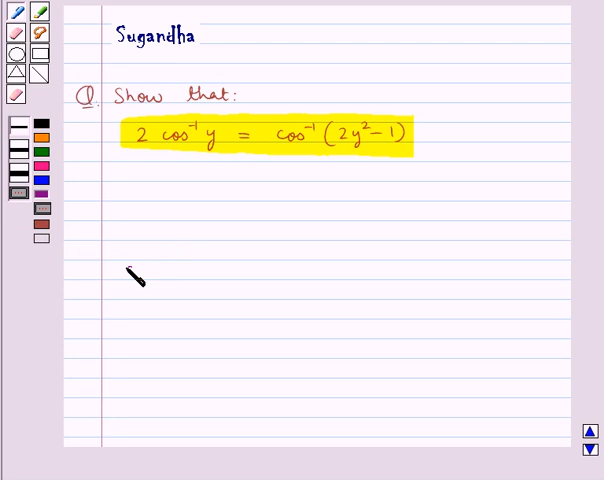 Sugandha
Q. Show that:
2 cos⁻¹ y = cos⁻¹ (2y² − 1)